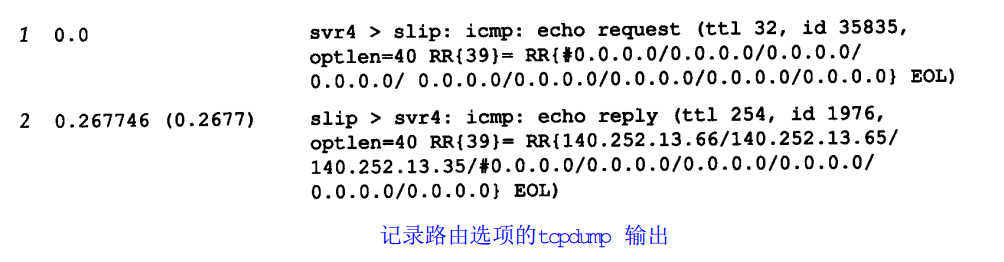 1 0.0 svr4 > slip: icmp: echo request (ttl 32, id 35835,
optlen=40 RR{39}= RR{#0.0.0.0/0.0.0.0/0.0.0.0/
0.0.0.0/ 0.0.0.0/0.0.0.0/0.0.0.0/0.0.0.0/0.0.0.0} EOL)
2 0.267746 (0.2677) slip > svr4: icmp: echo reply (ttl 254, id 1976,
optlen=40 RR{39}= RR{140.252.13.66/140.252.13.65/
140.252.13.35/#0.0.0.0/0.0.0.0/0.0.0.0/0.0.0.0/
0.0.0.0/0.0.0.0} EOL)
记录路由选项的tcpdump 输出